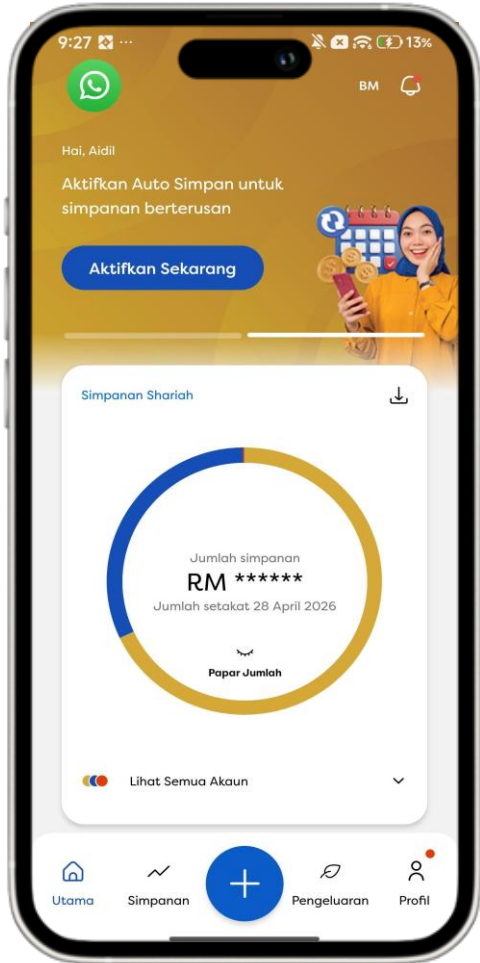 9:27 ... 13%
BM
Hai, Aidil
Aktifkan Auto Simpan untuk
simpanan berterusan
Aktifkan Sekarang
Simpanan Shariah
Jumlah simpanan
RM ******
Jumlah setakat 28 April 2026
Papar Jumlah
Lihat Semua Akaun
Utama Simpanan Pengeluaran Profil